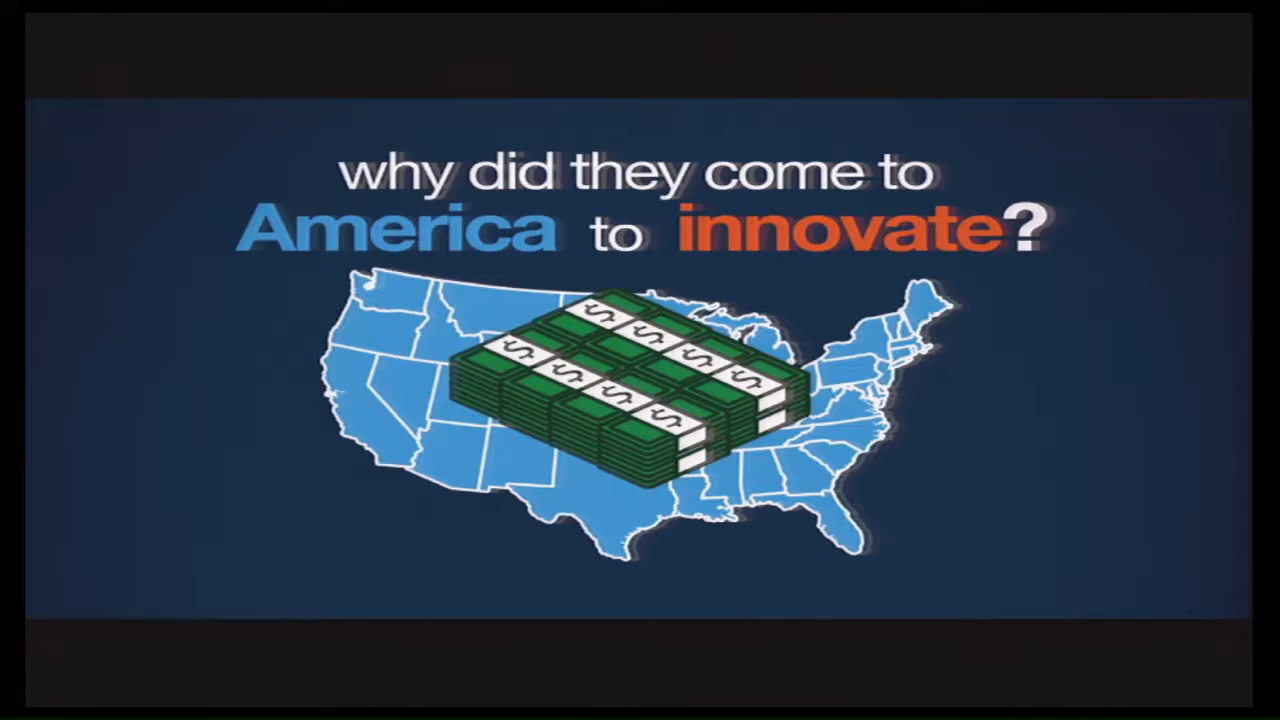 why did they come to
America to innovate?
$ $ $ $
$ $ $ $